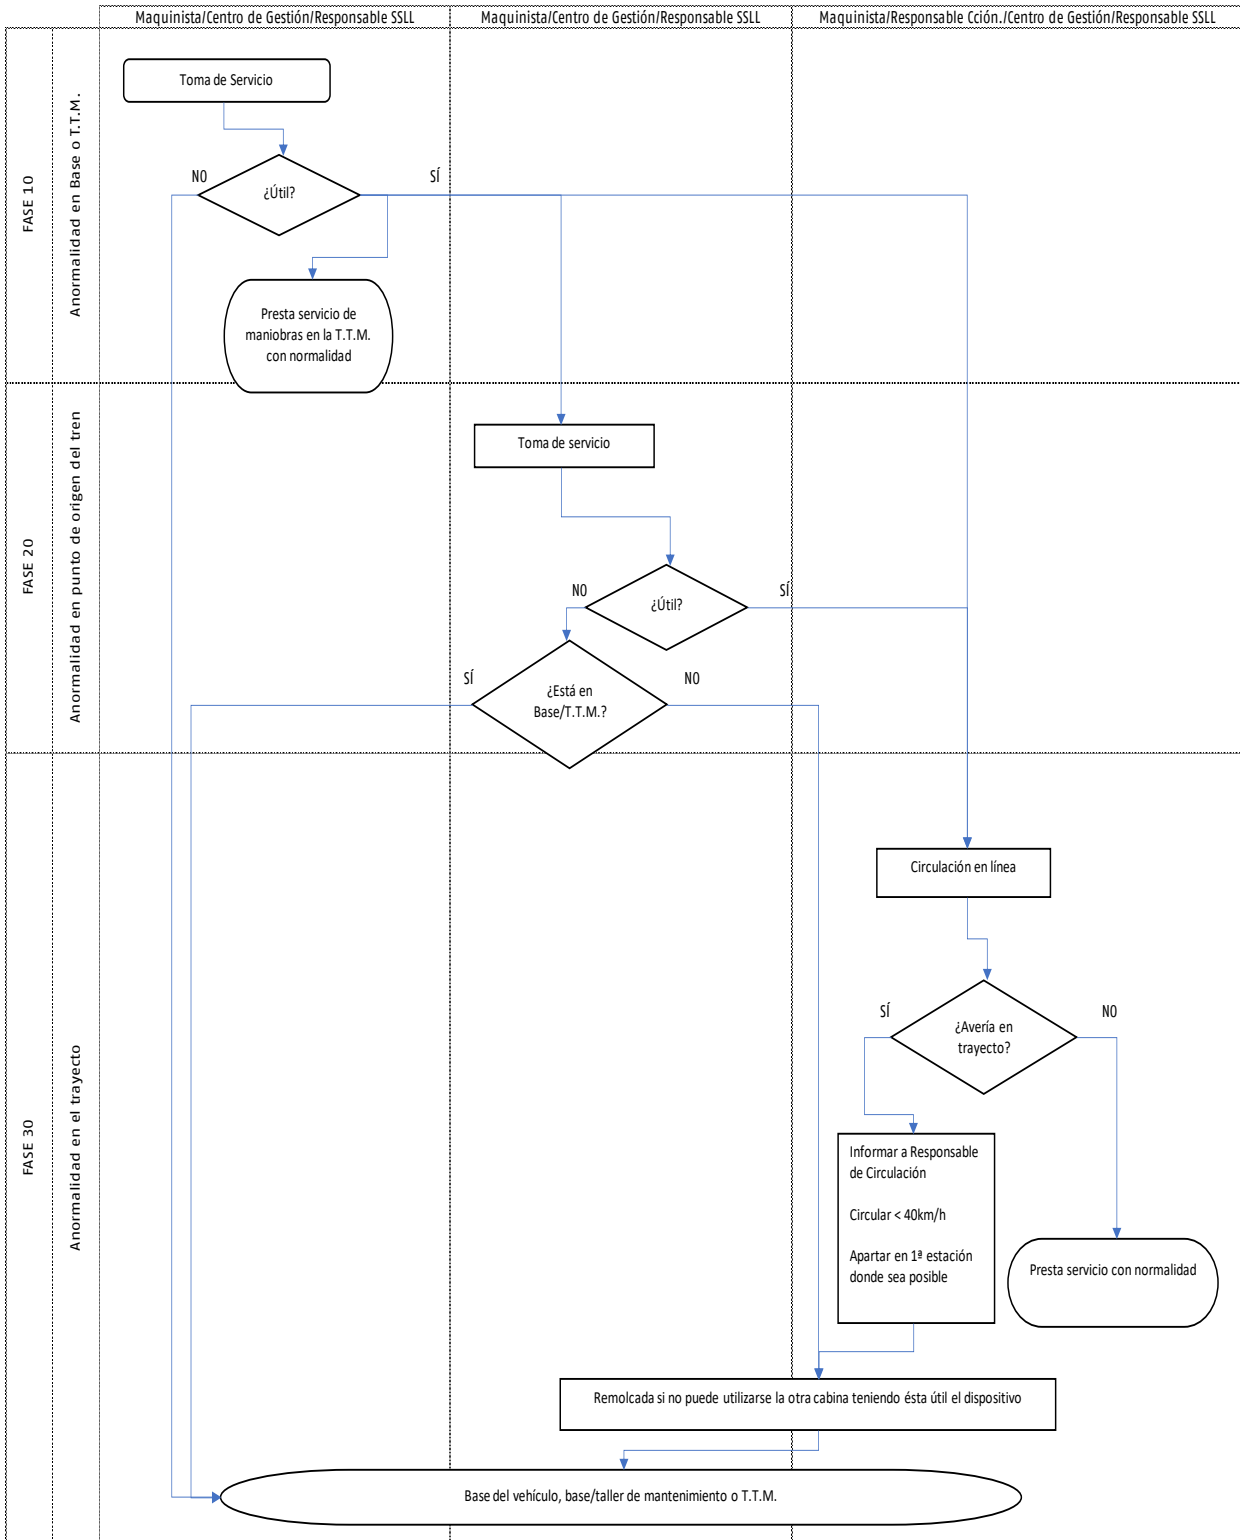 Maquinista/Centro de Gestión/Responsable SSLL
Maquinista/Centro de Gestión/Responsable SSLL
Maquinista/Responsable Cción./Centro de Gestión/Responsable SSLL
FASE 10
Anormalidad en Base o T.T.M.
Toma de Servicio
NO
¿Útil?
SÍ
Presta servicio de
maniobras en la T.T.M.
con normalidad
FASE 20
Anormalidad en punto de origen del tren
Toma de servicio
NO
¿Útil?
SÍ
SÍ
¿Está en
Base/T.T.M.?
NO
FASE 30
Anormalidad en el trayecto
Circulación en línea
SÍ
¿Avería en
trayecto?
NO
Informar a Responsable
de Circulación
Circular < 40km/h
Apartar en 1ª estación
donde sea posible
Presta servicio con normalidad
Remolcada si no puede utilizarse la otra cabina teniendo ésta útil el dispositivo
Base del vehículo, base/taller de mantenimiento o T.T.M.